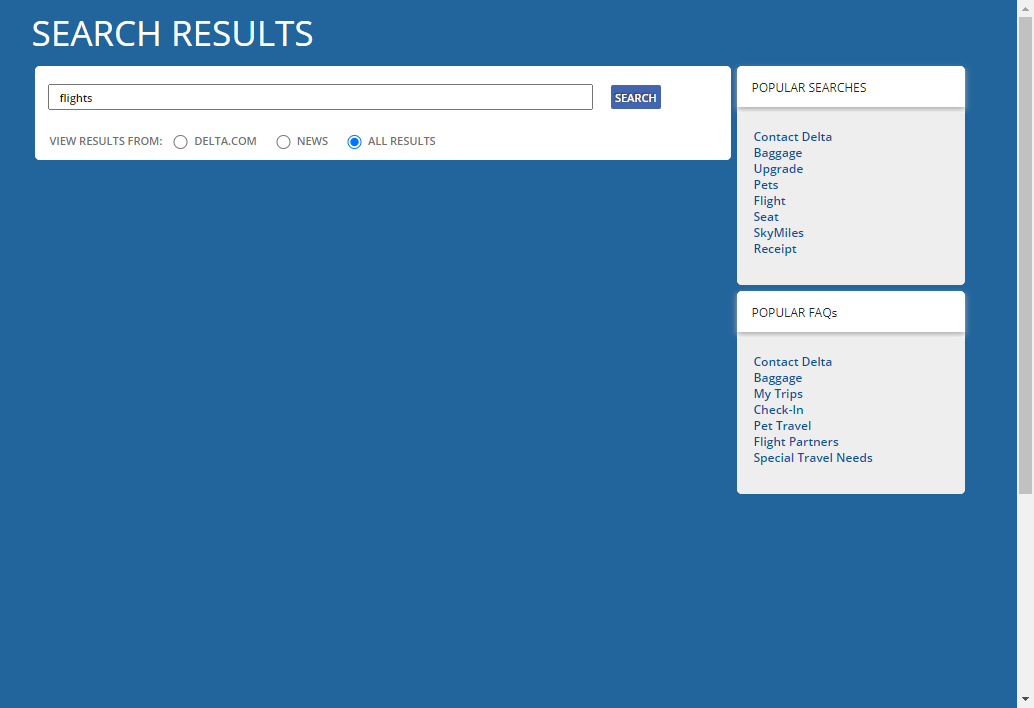 SEARCH RESULTS
flights
SEARCH
VIEW RESULTS FROM: DELTA.COM NEWS ALL RESULTS
POPULAR SEARCHES
Contact Delta
Baggage
Upgrade
Pets
Flight
Seat
SkyMiles
Receipt
POPULAR FAQs
Contact Delta
Baggage
My Trips
Check-In
Pet Travel
Flight Partners
Special Travel Needs